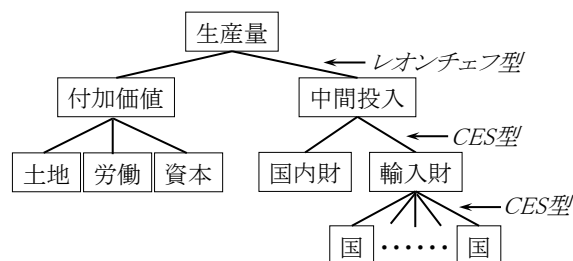 生産量
レオンチェフ型
付加価値 中間投入
CES型
土地 労働 資本 国内財 輸入財
CES型
国 ‥‥‥ 国